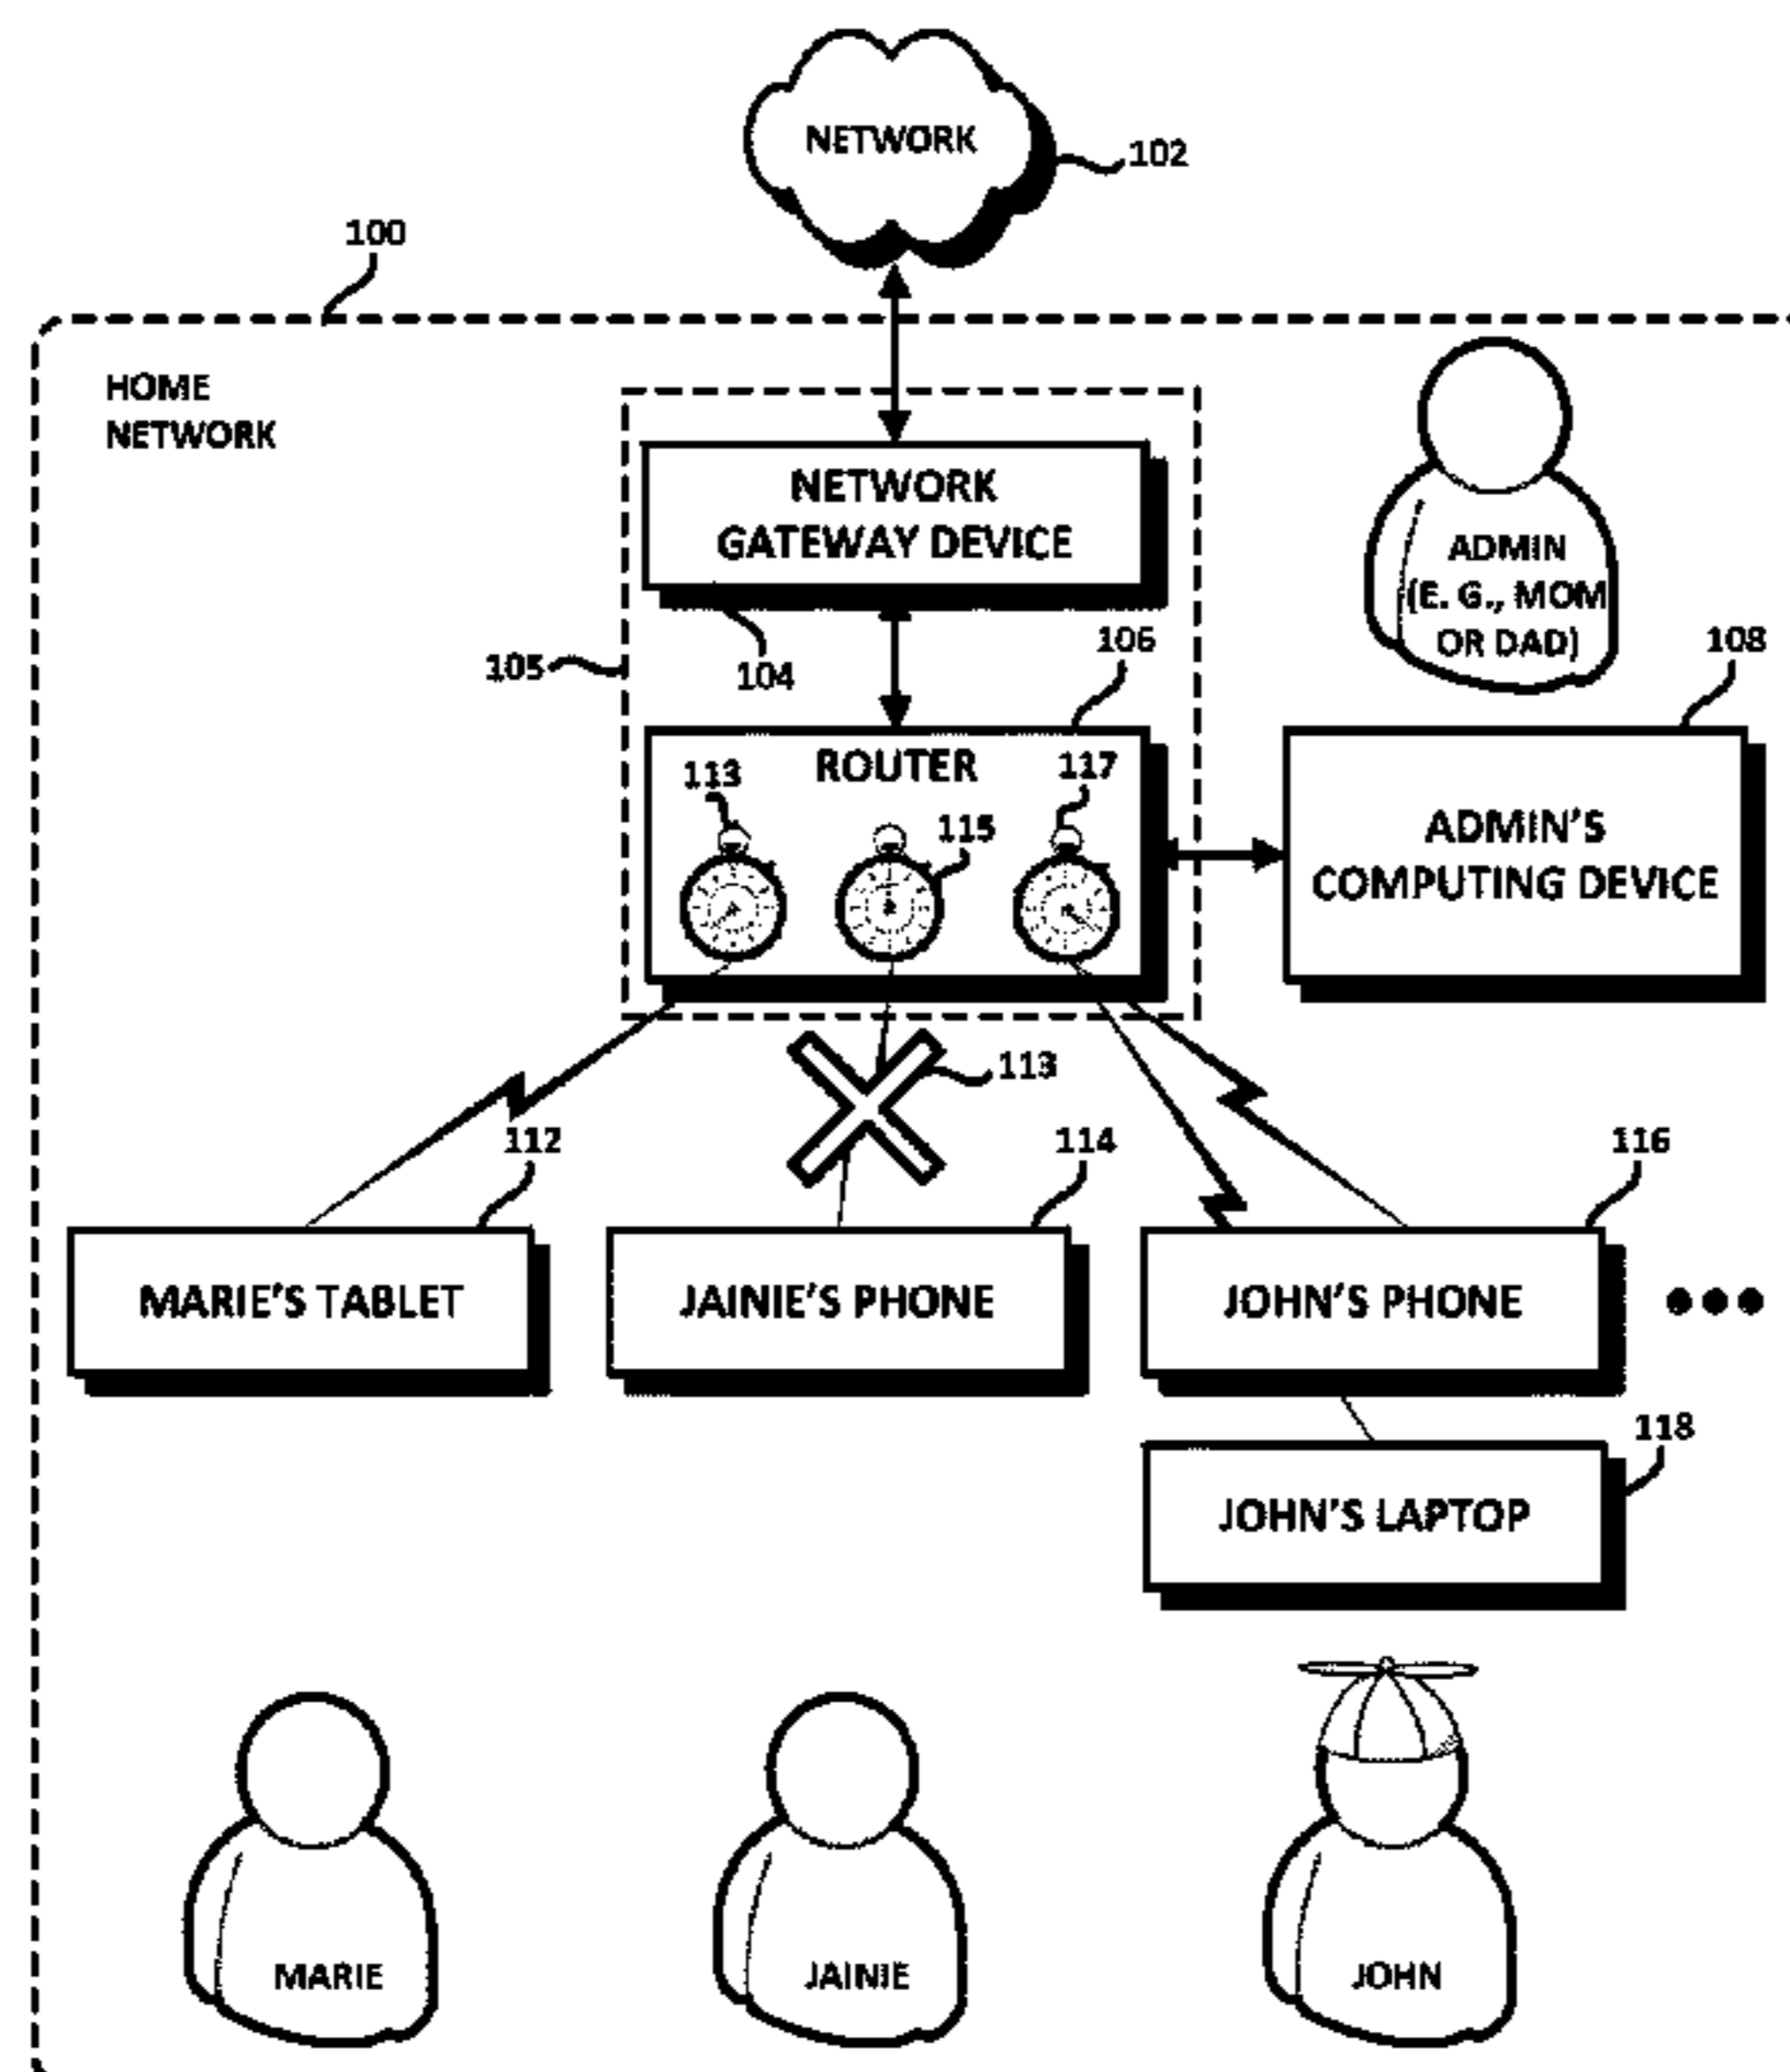 NETWORK
102
100
HOME
NETWORK
NETWORK
GATEWAY DEVICE
ADMIN
(E. G., MOM
OR DAD)
105
104
106
108
ROUTER
113
117
115
ADMIN'S
COMPUTING DEVICE
113
112
114
116
MARIE'S TABLET
JAINIE'S PHONE
JOHN'S PHONE
118
JOHN'S LAPTOP
MARIE
JAINIE
JOHN